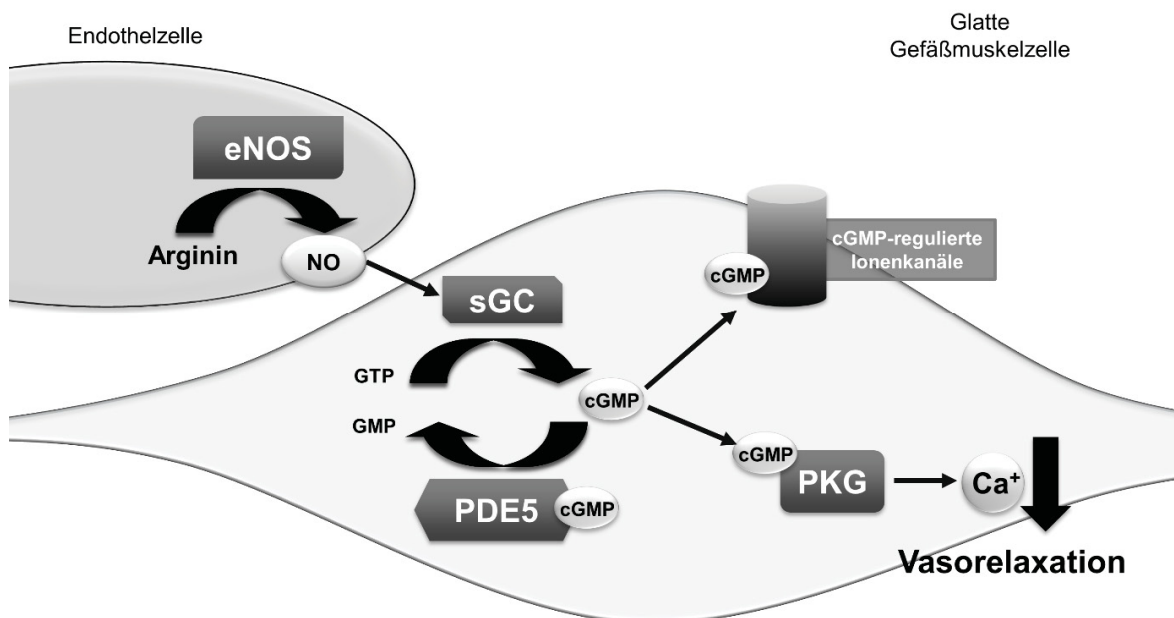 Endothelzelle
Glatte
Gefäßmuskelzelle
eNOS
Arginin
NO
cGMP-regulierte
Ionenkanäle
cGMP
sGC
GTP
cGMP
GMP
cGMP
PKG
Ca⁺
PDE5
cGMP
Vasorelaxation